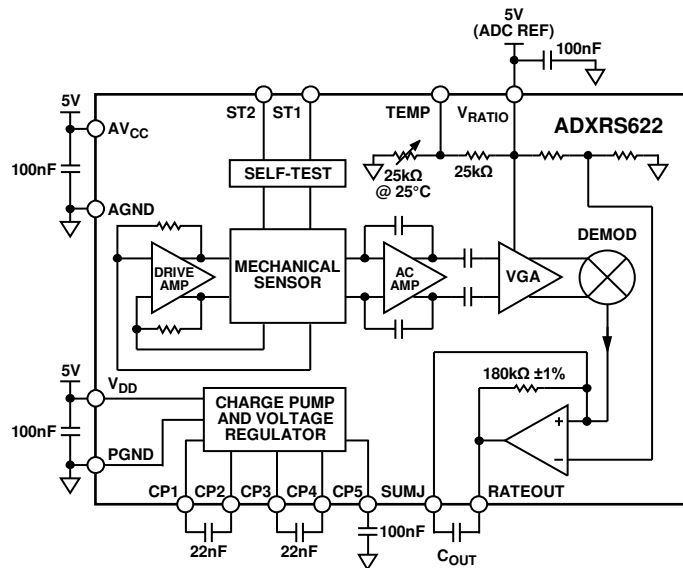 5V
(ADC REF)
100nF
5V
ST2 ST1 TEMP V_RATIO
ADXRS622
AV_CC
100nF
25kΩ
@ 25°C
25kΩ
SELF-TEST
AGND
DEMOD
DRIVE
AMP
MECHANICAL
SENSOR
AC
AMP
VGA
5V
V_DD
180kΩ ±1%
CHARGE PUMP
AND VOLTAGE
REGULATOR
100nF
+
–
PGND
CP1 CP2 CP3 CP4 CP5 SUMJ RATEOUT
22nF 22nF 100nF
C_OUT